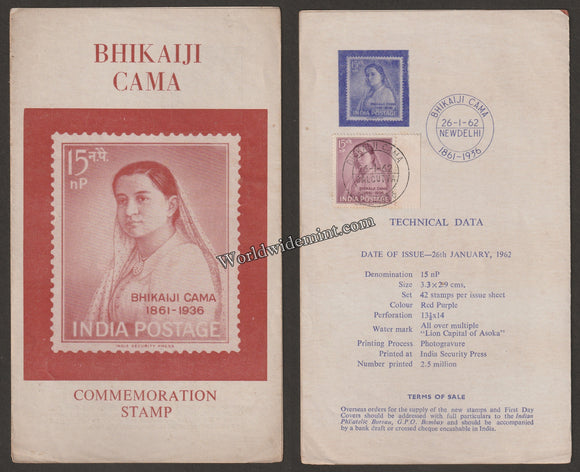 BHIKAIJI
CAMA
15 न.पै.
nP
BHIKAIJI CAMA
1861-1936
INDIA POSTAGE
INDIA SECURITY PRESS
COMMEMORATION
STAMP
BHIKAIJI CAMA
26-1-62
NEW DELHI
1861-1936
15
INDIA POSTAGE
TECHNICAL DATA
DATE OF ISSUE—26th JANUARY, 1962
Denomination 15 nP
Size 3.3 × 2.9 cms.
Set 42 stamps per issue sheet
Colour Red Purple
Perforation 13½x14
Water mark All over multiple
"Lion Capital of Asoka"
Printing Process Photogravure
Printed at India Security Press
Number printed 2.5 million
TERMS OF SALE
Overseas orders for the supply of the new stamps and First Day
Covers should be addressed with full particulars to the Indian
Philatelic Bureau, G.P.O. Bombay and should be accompanied
by a bank draft or crossed cheque encashable in India.
Worldwidemint.com